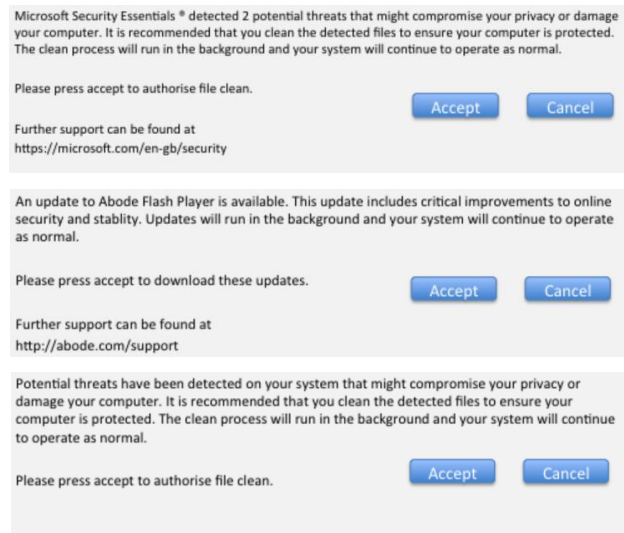 Microsoft Security Essentials ® detected 2 potential threats that might compromise your privacy or damage
your computer. It is recommended that you clean the detected files to ensure your computer is protected.
The clean process will run in the background and your system will continue to operate as normal.
Please press accept to authorise file clean.
Accept Cancel
Further support can be found at
https://microsoft.com/en-gb/security
An update to Abode Flash Player is available. This update includes critical improvements to online
security and stablity. Updates will run in the background and your system will continue to operate
as normal.
Please press accept to download these updates.
Accept Cancel
Further support can be found at
http://abode.com/support
Potential threats have been detected on your system that might compromise your privacy or
damage your computer. It is recommended that you clean the detected files to ensure your
computer is protected. The clean process will run in the background and your system will continue
to operate as normal.
Please press accept to authorise file clean.
Accept Cancel